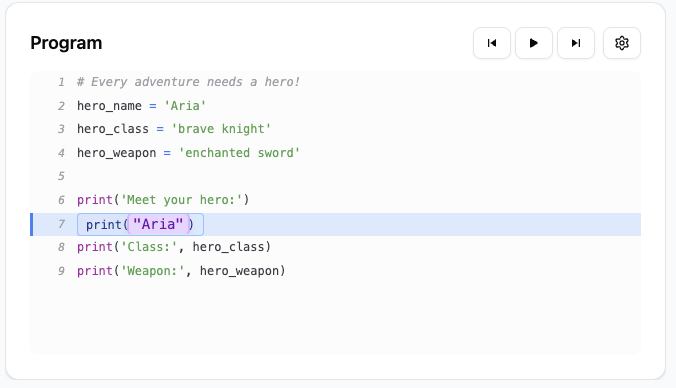 Program
1 # Every adventure needs a hero!
2 hero_name = 'Aria'
3 hero_class = 'brave knight'
4 hero_weapon = 'enchanted sword'
5
6 print('Meet your hero:')
7 print("Aria")
8 print('Class:', hero_class)
9 print('Weapon:', hero_weapon)